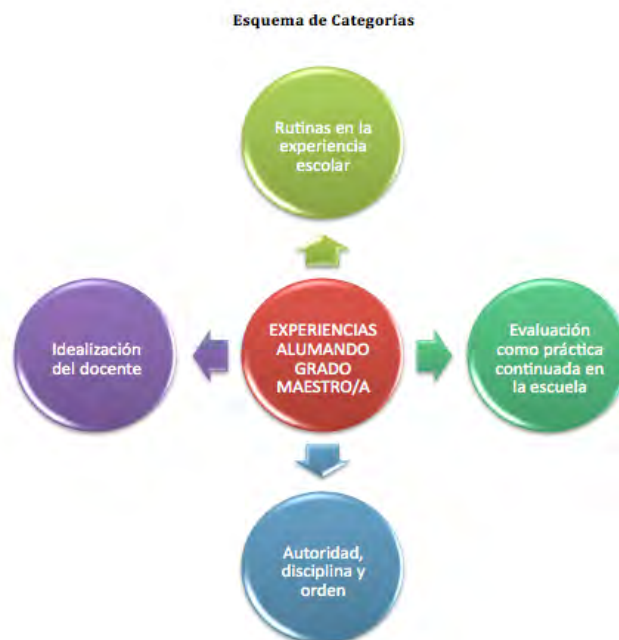 Esquema de Categorías
Rutinas en la
experiencia
escolar
Idealización
del docente
EXPERIENCIAS
ALUMANDO
GRADO
MAESTRO/A
Evaluación
como práctica
continuada en
la escuela
Autoridad,
disciplina y
orden